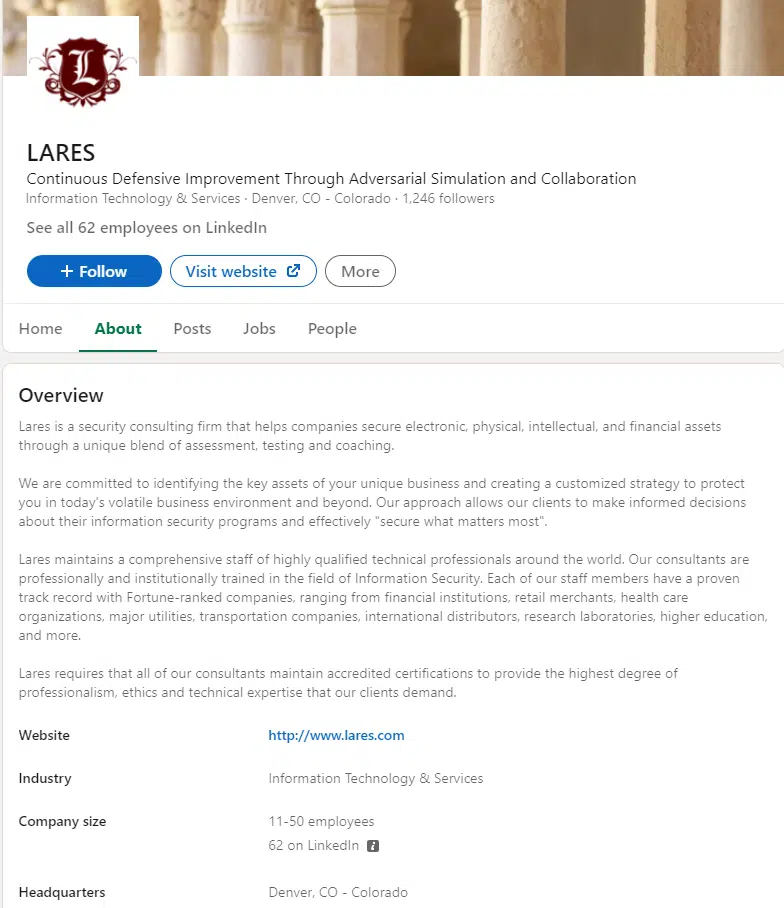 L
LARES
Continuous Defensive Improvement Through Adversarial Simulation and Collaboration
Information Technology & Services · Denver, CO - Colorado · 1,246 followers
See all 62 employees on LinkedIn
+ Follow Visit website More
Home About Posts Jobs People
Overview
Lares is a security consulting firm that helps companies secure electronic, physical, intellectual, and financial assets
through a unique blend of assessment, testing and coaching.
We are committed to identifying the key assets of your unique business and creating a customized strategy to protect
you in today's volatile business environment and beyond. Our approach allows our clients to make informed decisions
about their information security programs and effectively "secure what matters most".
Lares maintains a comprehensive staff of highly qualified technical professionals around the world. Our consultants are
professionally and institutionally trained in the field of Information Security. Each of our staff members have a proven
track record with Fortune-ranked companies, ranging from financial institutions, retail merchants, health care
organizations, major utilities, transportation companies, international distributors, research laboratories, higher education,
and more.
Lares requires that all of our consultants maintain accredited certifications to provide the highest degree of
professionalism, ethics and technical expertise that our clients demand.
Website http://www.lares.com
Industry Information Technology & Services
Company size 11-50 employees
62 on LinkedIn i
Headquarters Denver, CO - Colorado